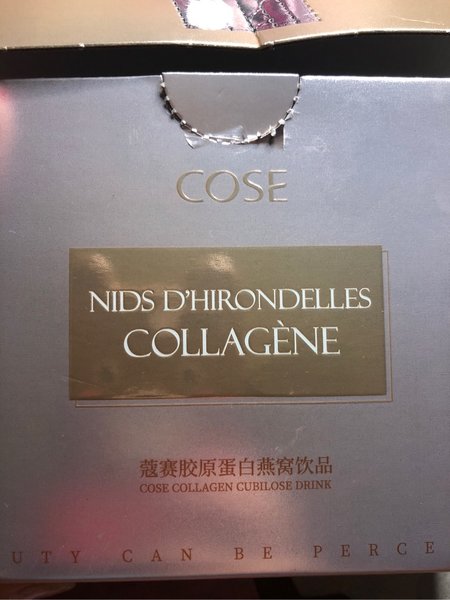 COSE
NIDS D'HIRONDELLES
COLLAGÈNE
蔻赛胶原蛋白燕窝饮品
COSE COLLAGEN CUBILOSE DRINK
UTY CAN BE PERCE